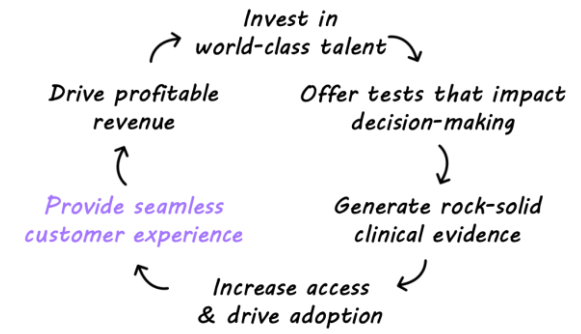 Invest in
world-class talent
Offer tests that impact
decision-making
Generate rock-solid
clinical evidence
Increase access
& drive adoption
Provide seamless
customer experience
Drive profitable
revenue